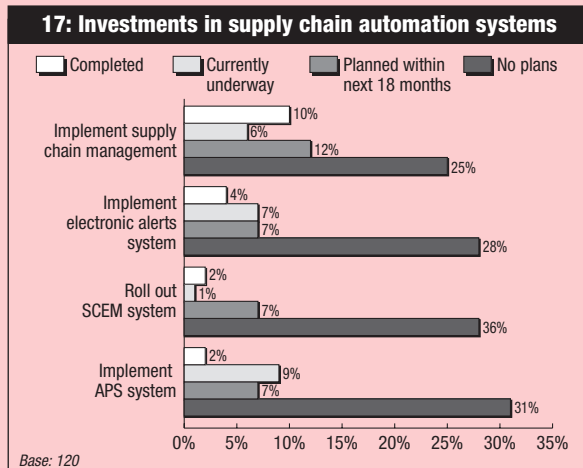 17: Investments in supply chain automation systems
Completed
Currently
underway
Planned within
next 18 months
No plans
Implement supply
chain management
10%
6%
12%
25%
Implement
electronic alerts
system
4%
7%
7%
28%
Roll out
SCEM system
2%
1%
7%
36%
Implement
APS system
2%
9%
7%
31%
0% 5% 10% 15% 20% 25% 30% 35%
Base: 120